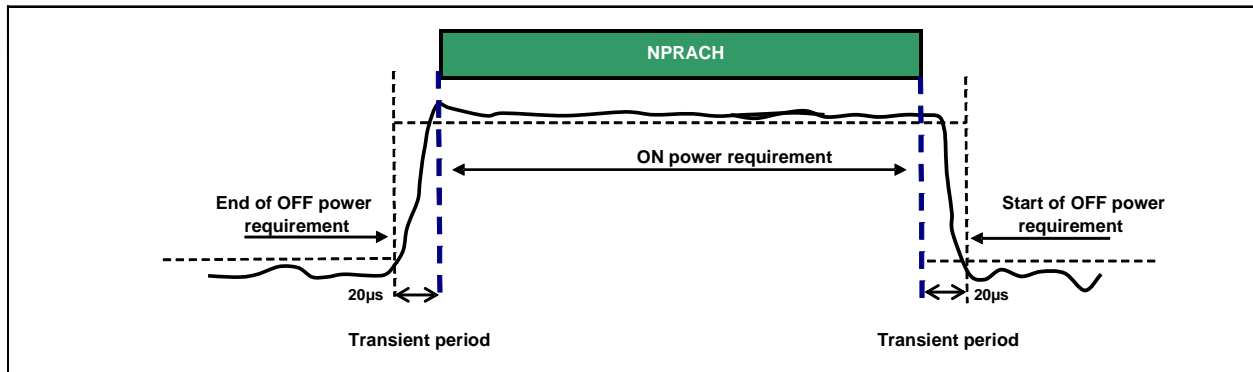 NPRACH
ON power requirement
End of OFF power
requirement
Start of OFF power
requirement
20µs
20µs
Transient period
Transient period